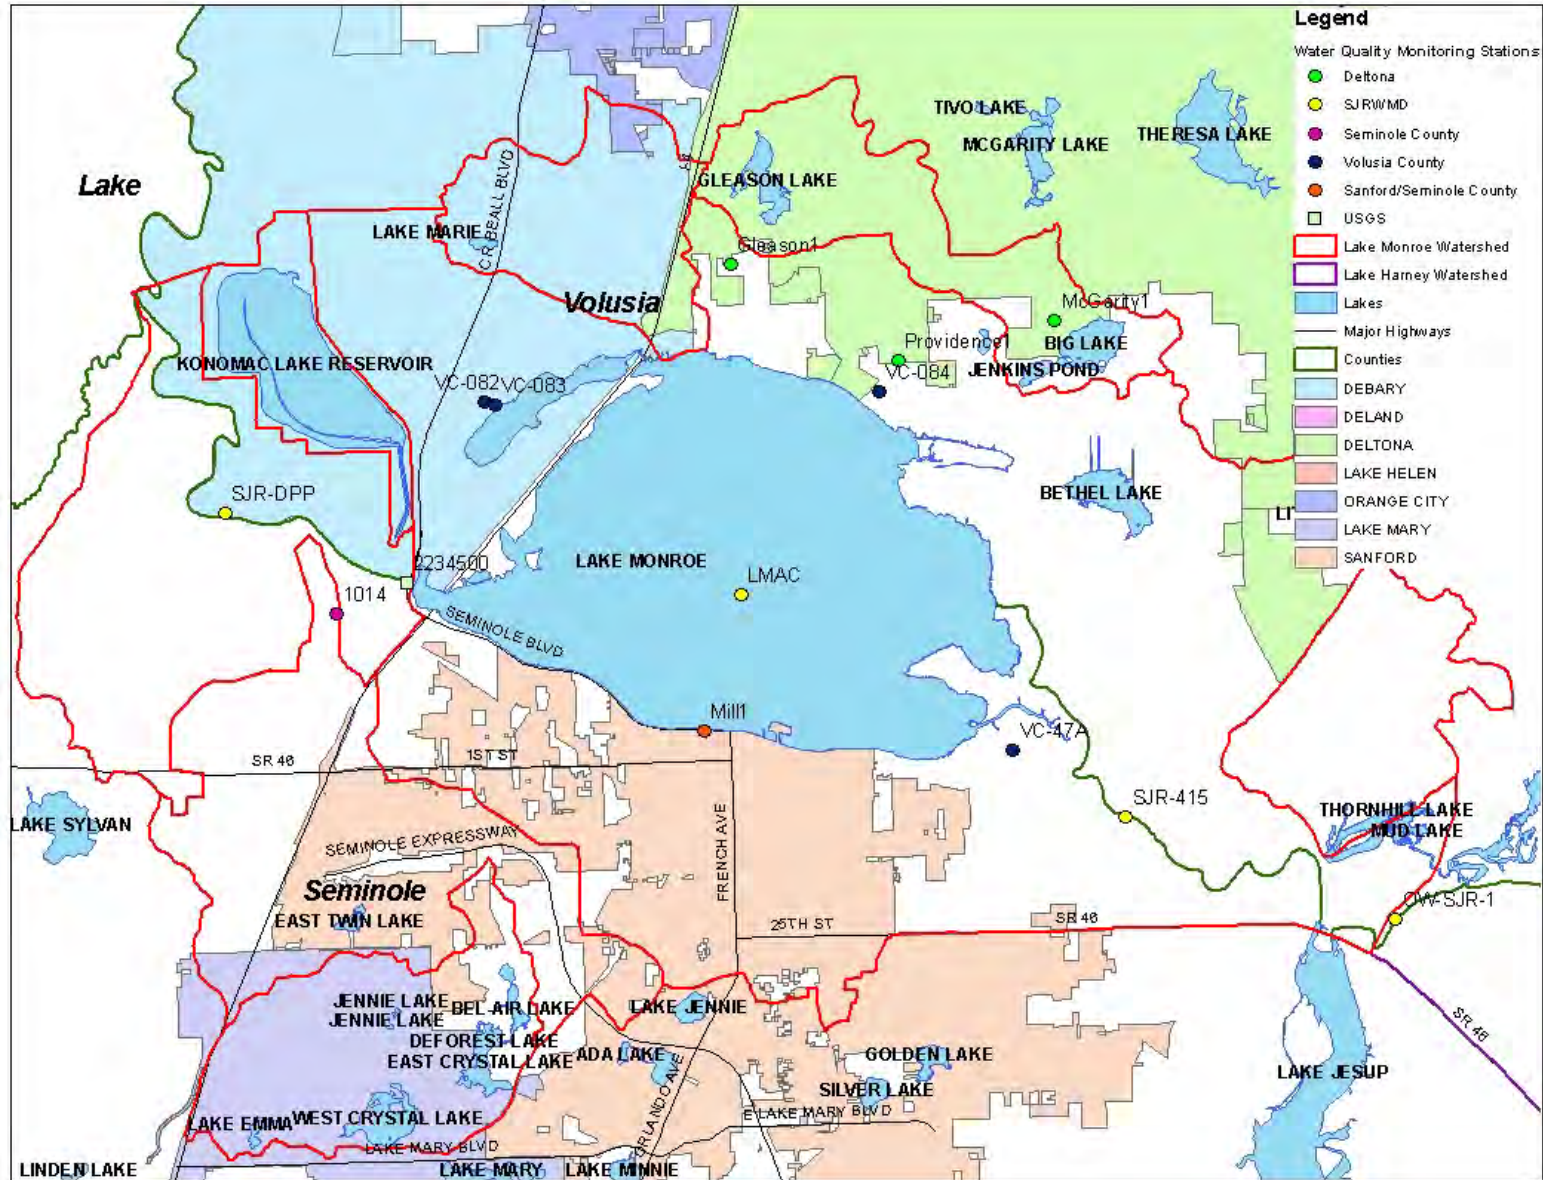 Legend
Water Quality Monitoring Stations
Deltona
SJRWMD
Seminole County
Volusia County
Sanford/Seminole County
USGS
Lake Monroe Watershed
Lake Harney Watershed
Lakes
Major Highways
Counties
DEBARY
DELAND
DELTONA
LAKE HELEN
ORANGE CITY
LAKE MARY
SANFORD
TIVO LAKE
MCGARITY LAKE
THERESA LAKE
GLEASON LAKE
Lake
CR BEALL BLVD
LAKE MARIE
Gleason1
Volusia
McGarity1
Providence1
BIG LAKE
JENKINS POND
KONOMAC LAKE RESERVOIR
VC-082
VC-083
VC-084
SJR-DPP
BETHEL LAKE
LI
2234500
LAKE MONROE
LMAC
1014
SEMINOLE BLVD
Mill1
VC-47A
SR 46
1ST ST
SJR-415
THORNHILL LAKE
MUD LAKE
LAKE SYLVAN
SEMINOLE EXPRESSWAY
FRENCH AVE
Seminole
EAST TWIN LAKE
OW-SJR-1
25TH ST
SR 46
JENNIE LAKE
JENNIE LAKE
BEL-AIR LAKE
LAKE JENNIE
SR 46
DEFOREST LAKE
EAST CRYSTAL LAKE
ADA LAKE
GOLDEN LAKE
SILVER LAKE
LAKE JESUP
ORLANDO AVE
E LAKE MARY BLVD
LAKE EMMA
WEST CRYSTAL LAKE
LAKE MARY BLVD
LINDEN LAKE
LAKE MARY
LAKE MINNIE